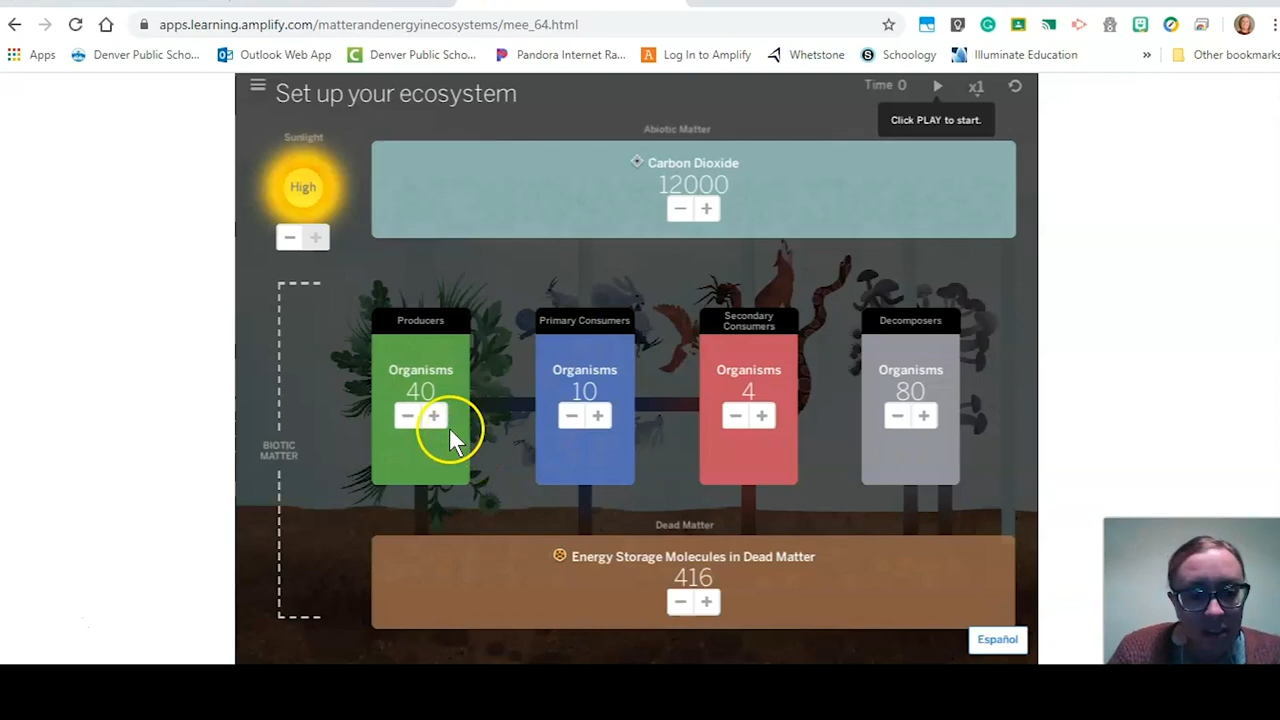 apps.learning.amplify.com/matterandenergyinecosystems/mee_64.html
Apps Denver Public Scho... Outlook Web App Denver Public Sch... Pandora Internet Ra... Log In to Amplify Whetstone Schoology Illuminate Education » Other bookmarks
Set up your ecosystem
Time 0
x1
Click PLAY to start.
Sunlight
High
− +
Abiotic Matter
Carbon Dioxide
12000
− +
BIOTIC
MATTER
Producers
Organisms
40
− +
Primary Consumers
Organisms
10
− +
Secondary
Consumers
Organisms
4
− +
Decomposers
Organisms
80
− +
Dead Matter
Energy Storage Molecules in Dead Matter
416
− +
Español